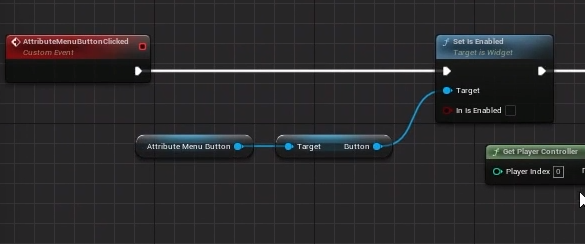 AttributeMenuButtonClicked
Custom Event
f Set Is Enabled
Target is Widget
Target
In Is Enabled
Attribute Menu Button
Target Button
f Get Player Controller
Player Index 0